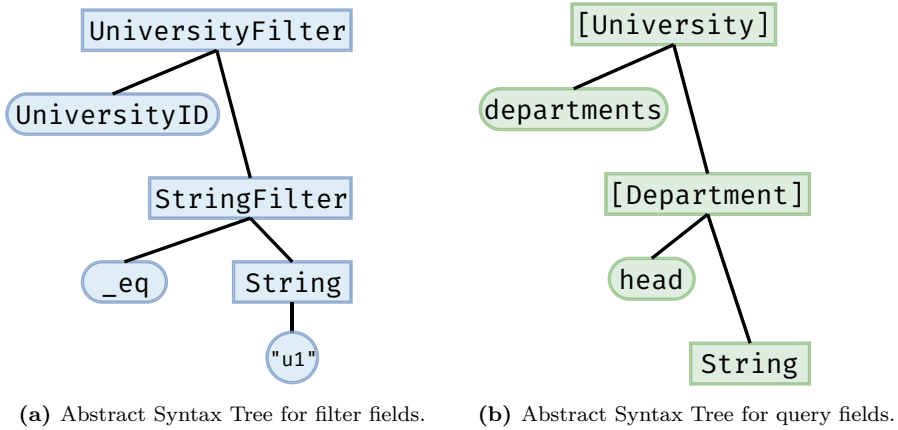 UniversityFilter
UniversityID
StringFilter
_eq
String
"u1"
(a) Abstract Syntax Tree for filter fields.
[University]
departments
[Department]
head
String
(b) Abstract Syntax Tree for query fields.